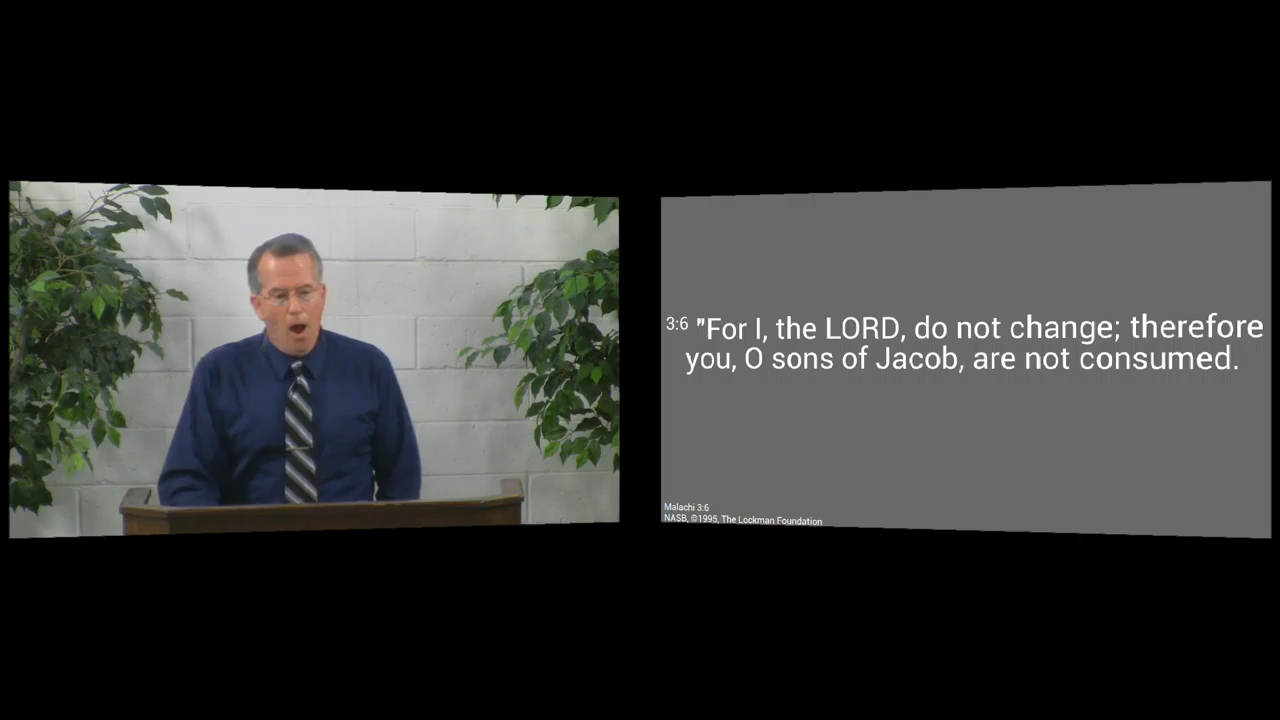 3:6 "For I, the LORD, do not change; therefore
you, O sons of Jacob, are not consumed.
Malachi 3:6
NASB, ©1995, The Lockman Foundation